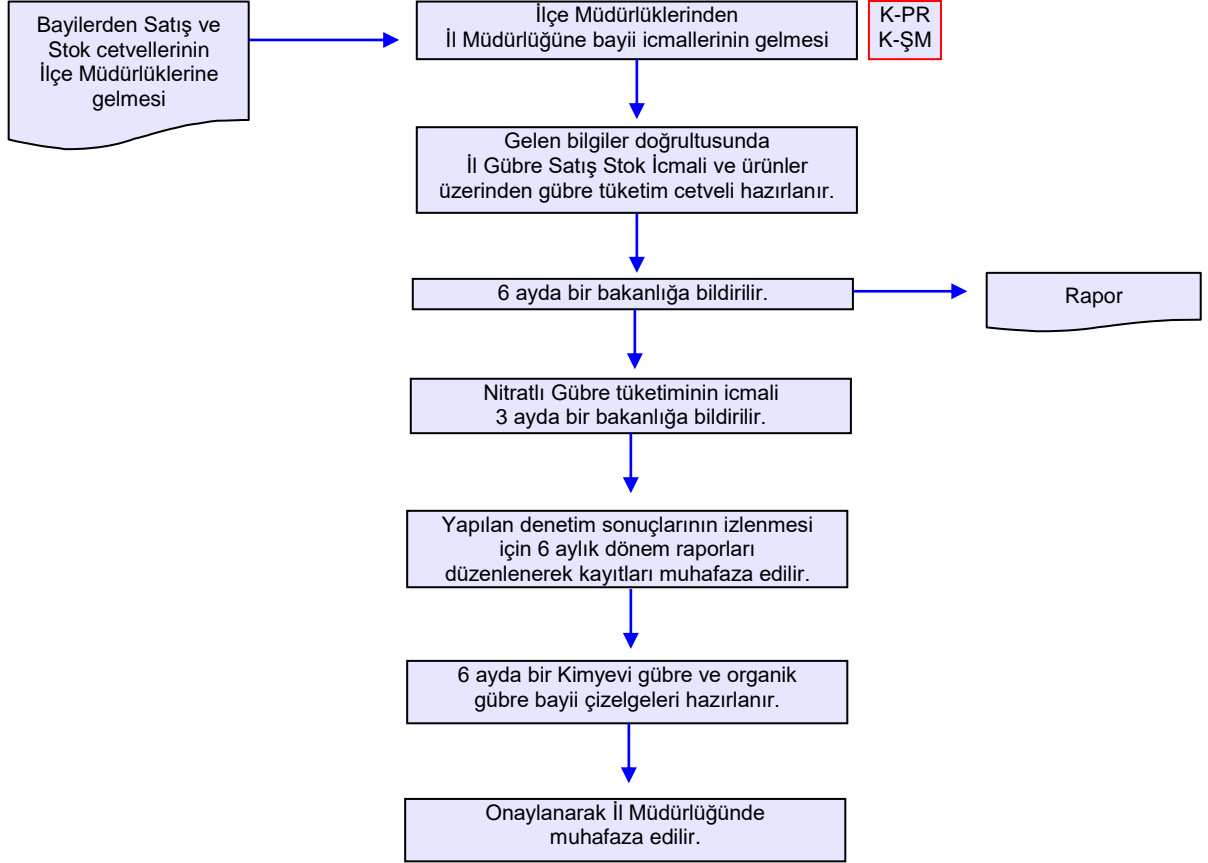 Bayilerden Satış ve
Stok cetvellerinin
İlçe Müdürlüklerine
gelmesi
İlçe Müdürlüklerinden
İl Müdürlüğüne bayii icmallerinin gelmesi
K-PR
K-ŞM
Gelen bilgiler doğrultusunda
İl Gübre Satış Stok İcmali ve ürünler
üzerinden gübre tüketim cetveli hazırlanır.
6 ayda bir bakanlığa bildirilir.
Rapor
Nitratlı Gübre tüketiminin icmali
3 ayda bir bakanlığa bildirilir.
Yapılan denetim sonuçlarının izlenmesi
için 6 aylık dönem raporları
düzenlenerek kayıtları muhafaza edilir.
6 ayda bir Kimyevi gübre ve organik
gübre bayii çizelgeleri hazırlanır.
Onaylanarak İl Müdürlüğünde
muhafaza edilir.